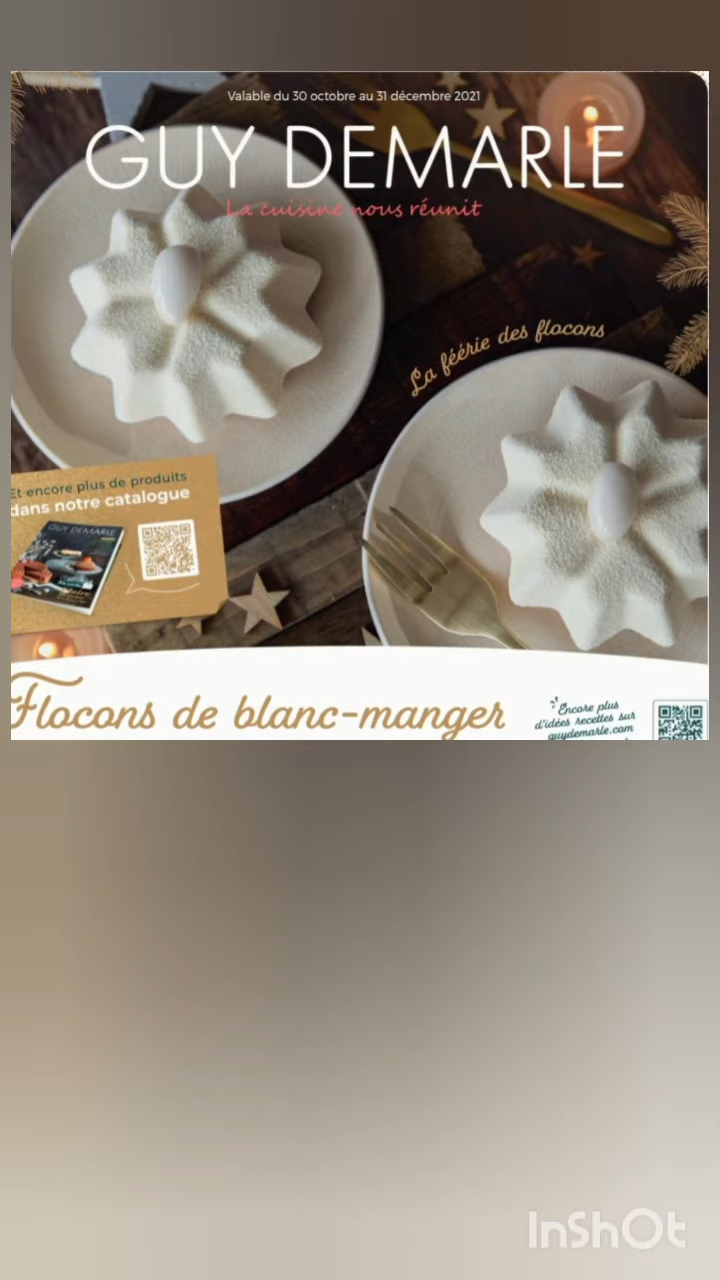 Valable du 30 octobre au 31 décembre 2021
GUY DEMARLE
La cuisine nous réunit
La féérie des flocons
Et encore plus de produits
dans notre catalogue
GUY DEMARLE
Flocons de blanc-manger
Encore plus
d'idées recettes sur
guydemarle.com
InShOt